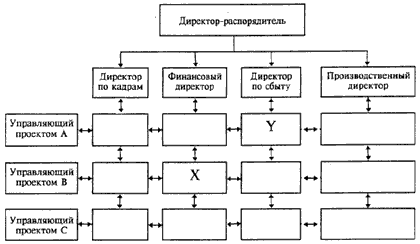 Директор-распорядитель
Директор
по кадрам
Финансовый
директор
Директор
по сбыту
Производственный
директор
Управляющий
проектом A
Y
Управляющий
проектом B
X
Управляющий
проектом C